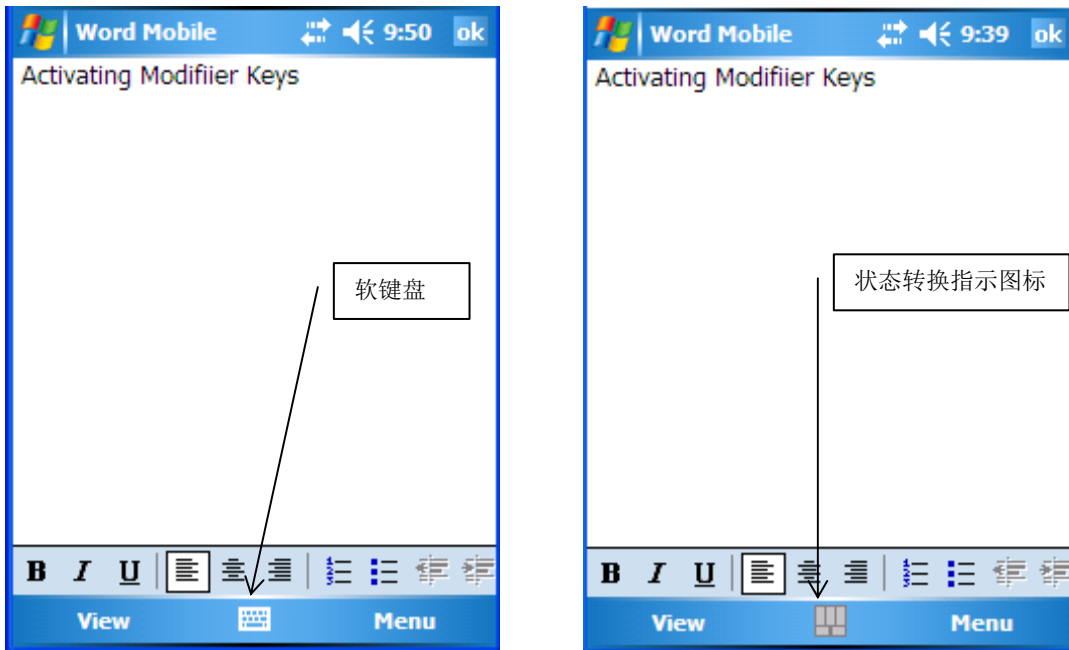 Word Mobile 9:50 ok
Activating Modifiier Keys
软键盘
B I U
View Menu
Word Mobile 9:39 ok
Activating Modifiier Keys
状态转换指示图标
B I U
View Menu